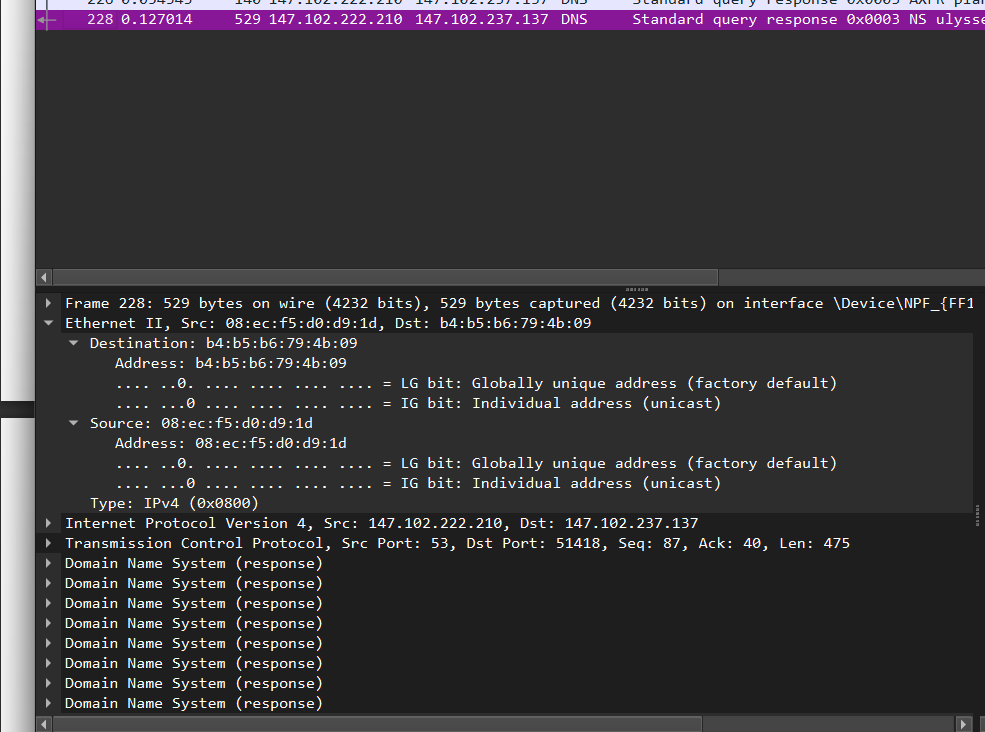 226 0.034545 140 147.102.222.210 147.102.237.137 DNS Standard query response 0x0003 AXFR
228 0.127014 529 147.102.222.210 147.102.237.137 DNS Standard query response 0x0003 NS ulysse
Frame 228: 529 bytes on wire (4232 bits), 529 bytes captured (4232 bits) on interface \Device\NPF_{FF1
Ethernet II, Src: 08:ec:f5:d0:d9:1d, Dst: b4:b5:b6:79:4b:09
Destination: b4:b5:b6:79:4b:09
Address: b4:b5:b6:79:4b:09
.... ..0. .... .... .... .... = LG bit: Globally unique address (factory default)
.... ...0 .... .... .... .... = IG bit: Individual address (unicast)
Source: 08:ec:f5:d0:d9:1d
Address: 08:ec:f5:d0:d9:1d
.... ..0. .... .... .... .... = LG bit: Globally unique address (factory default)
.... ...0 .... .... .... .... = IG bit: Individual address (unicast)
Type: IPv4 (0x0800)
Internet Protocol Version 4, Src: 147.102.222.210, Dst: 147.102.237.137
Transmission Control Protocol, Src Port: 53, Dst Port: 51418, Seq: 87, Ack: 40, Len: 475
Domain Name System (response)
Domain Name System (response)
Domain Name System (response)
Domain Name System (response)
Domain Name System (response)
Domain Name System (response)
Domain Name System (response)
Domain Name System (response)